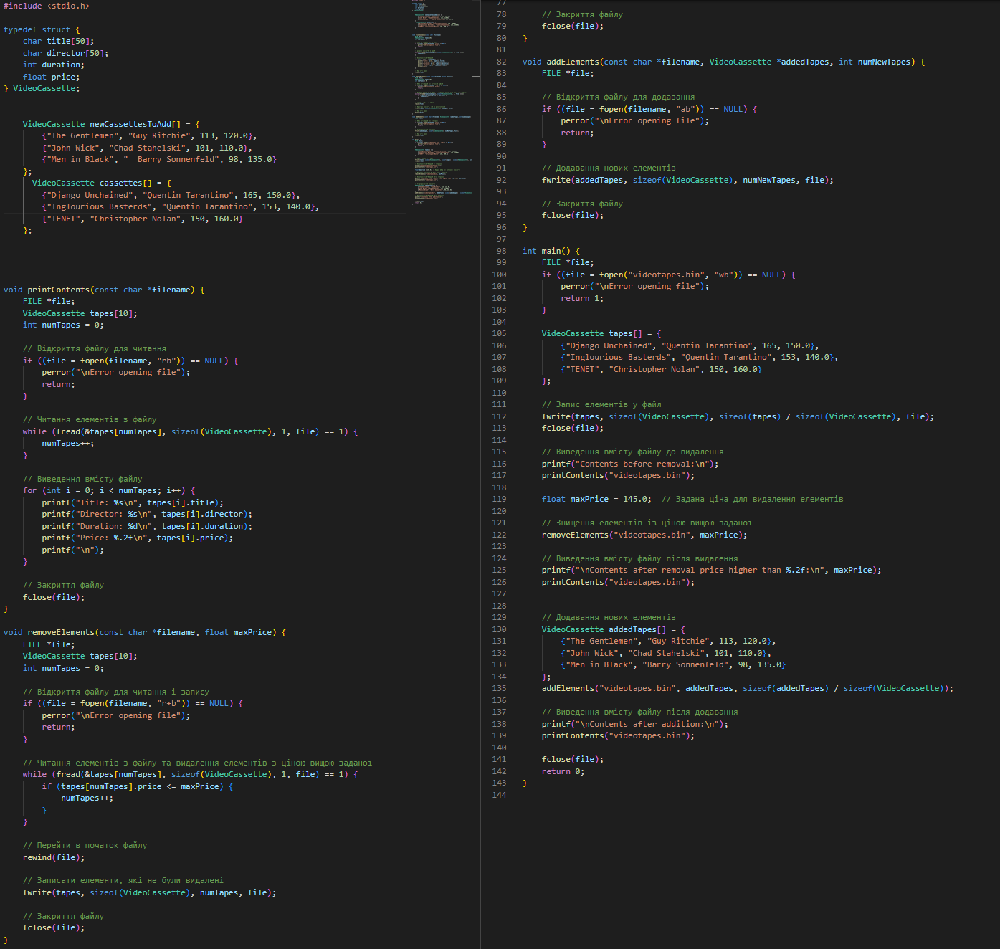 #include <stdio.h>
typedef struct {
    char title[50];
    char director[50];
    int duration;
    float price;
} VideoCassette;
    VideoCassette newCassettesToAdd[] = {
        {"The Gentlemen", "Guy Ritchie", 113, 120.0},
        {"John Wick", "Chad Stahelski", 101, 110.0},
        {"Men in Black", "  Barry Sonnenfeld", 98, 135.0}
    };
      VideoCassette cassettes[] = {
        {"Django Unchained", "Quentin Tarantino", 165, 150.0},
        {"Inglourious Basterds", "Quentin Tarantino", 153, 140.0},
        {"TENET", "Christopher Nolan", 150, 160.0}
    };
void printContents(const char *filename) {
    FILE *file;
    VideoCassette tapes[10];
    int numTapes = 0;
    // Відкриття файлу для читання
    if ((file = fopen(filename, "rb")) == NULL) {
        perror("\nError opening file");
        return;
    }
    // Читання елементів з файлу
    while (fread(&tapes[numTapes], sizeof(VideoCassette), 1, file) == 1) {
        numTapes++;
    }
    // Виведення вмісту файлу
    for (int i = 0; i < numTapes; i++) {
        printf("Title: %s\n", tapes[i].title);
        printf("Director: %s\n", tapes[i].director);
        printf("Duration: %d\n", tapes[i].duration);
        printf("Price: %.2f\n", tapes[i].price);
        printf("\n");
    }
    // Закриття файлу
    fclose(file);
}
void removeElements(const char *filename, float maxPrice) {
    FILE *file;
    VideoCassette tapes[10];
    int numTapes = 0;
    // Відкриття файлу для читання і запису
    if ((file = fopen(filename, "r+b")) == NULL) {
        perror("\nError opening file");
        return;
    }
    // Читання елементів з файлу та видалення елементів з ціною вищою заданої
    while (fread(&tapes[numTapes], sizeof(VideoCassette), 1, file) == 1) {
        if (tapes[numTapes].price <= maxPrice) {
            numTapes++;
        }
    }
    // Перейти в початок файлу
    rewind(file);
    // Записати елементи, які не були видалені
    fwrite(tapes, sizeof(VideoCassette), numTapes, file);
    // Закриття файлу
    fclose(file);
}
77
78     // Закриття файлу
79     fclose(file);
80 }
81
82 void addElements(const char *filename, VideoCassette *addedTapes, int numNewTapes) {
83     FILE *file;
84
85     // Відкриття файлу для додавання
86     if ((file = fopen(filename, "ab")) == NULL) {
87         perror("\nError opening file");
88         return;
89     }
90
91     // Додавання нових елементів
92     fwrite(addedTapes, sizeof(VideoCassette), numNewTapes, file);
93
94     // Закриття файлу
95     fclose(file);
96 }
97
98 int main() {
99     FILE *file;
100     if ((file = fopen("videotapes.bin", "wb")) == NULL) {
101         perror("\nError opening file");
102         return 1;
103     }
104
105     VideoCassette tapes[] = {
106         {"Django Unchained", "Quentin Tarantino", 165, 150.0},
107         {"Inglourious Basterds", "Quentin Tarantino", 153, 140.0},
108         {"TENET", "Christopher Nolan", 150, 160.0}
109     };
110
111     // Запис елементів у файл
112     fwrite(tapes, sizeof(VideoCassette), sizeof(tapes) / sizeof(VideoCassette), file);
113     fclose(file);
114
115     // Виведення вмісту файлу до видалення
116     printf("Contents before removal:\n");
117     printContents("videotapes.bin");
118
119     float maxPrice = 145.0;  // Задана ціна для видалення елементів
120
121     // Знищення елементів із ціною вищою заданої
122     removeElements("videotapes.bin", maxPrice);
123
124     // Виведення вмісту файлу після видалення
125     printf("\nContents after removal price higher than %.2f:\n", maxPrice);
126     printContents("videotapes.bin");
127
128
129     // Додавання нових елементів
130     VideoCassette addedTapes[] = {
131         {"The Gentlemen", "Guy Ritchie", 113, 120.0},
132         {"John Wick", "Chad Stahelski", 101, 110.0},
133         {"Men in Black", "Barry Sonnenfeld", 98, 135.0}
134     };
135     addElements("videotapes.bin", addedTapes, sizeof(addedTapes) / sizeof(VideoCassette));
136
137     // Виведення вмісту файлу після додавання
138     printf("\nContents after addition:\n");
139     printContents("videotapes.bin");
140
141     fclose(file);
142     return 0;
143 }
144